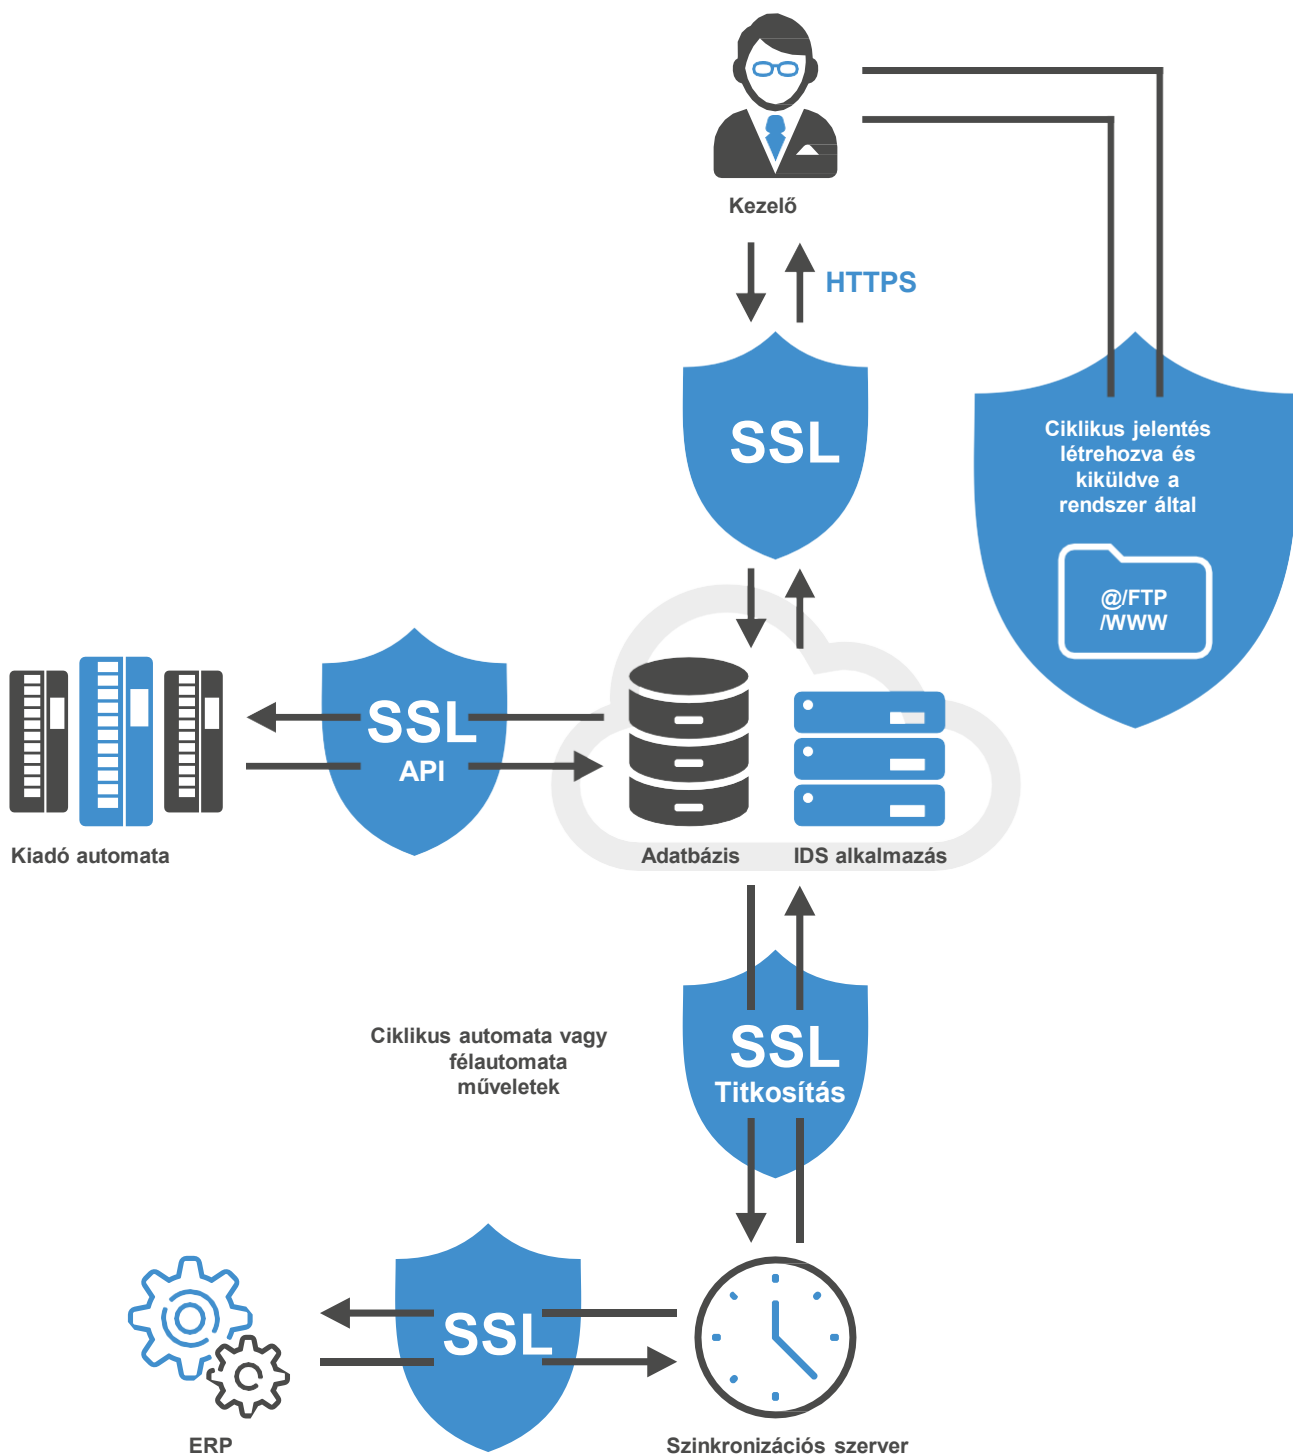 Kezelő
HTTPS
SSL
Ciklikus jelentés
létrehozva és
kiküldve a
rendszer által
@/FTP
/WWW
SSL
API
Kiadó automata
Adatbázis
IDS alkalmazás
Ciklikus automata vagy
félautomata
műveletek
SSL
Titkosítás
SSL
ERP
Szinkronizációs szerver